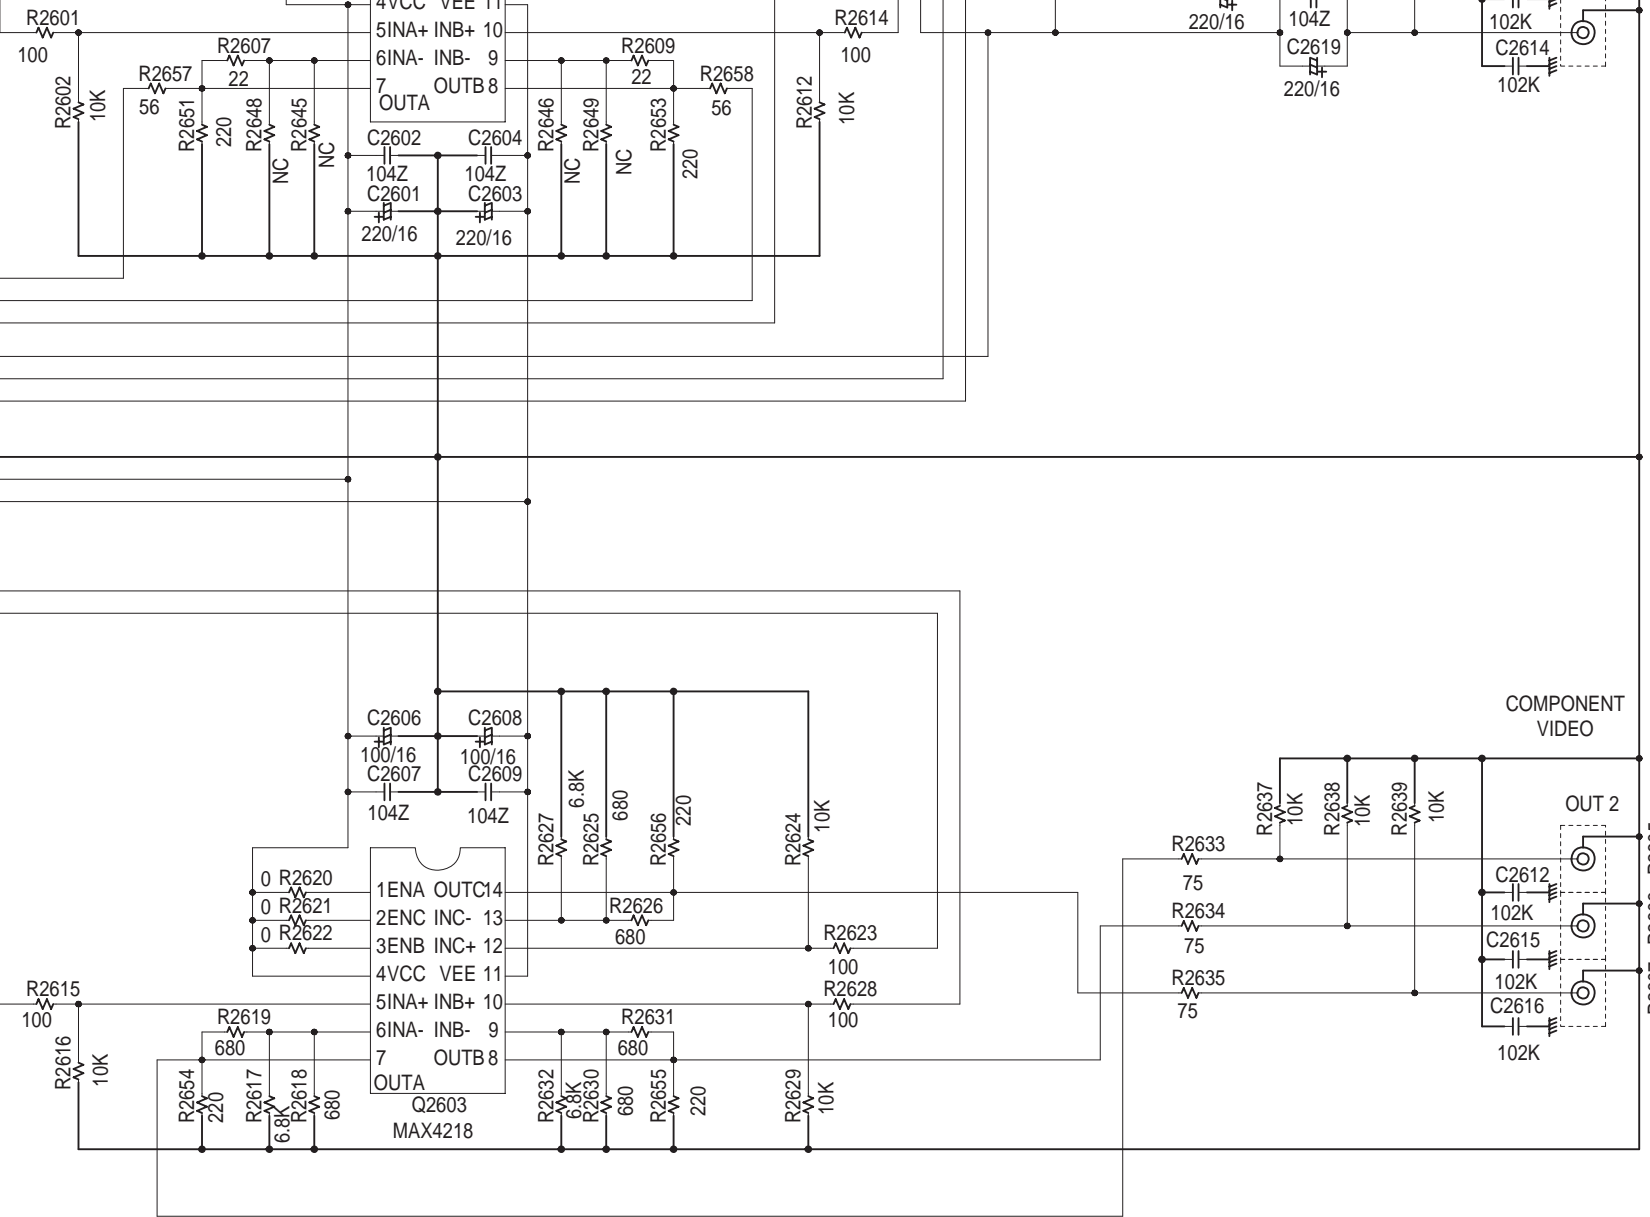 4VCC VEE 11
R2601
100
5INA+ INB+ 10
R2614
100
220/16
104Z
102K
R2607
22
6INA- INB- 9
R2609
22
C2619
220/16
C2614
102K
R2657
56
7
OUTA
OUTB 8
R2658
56
R2602
10K
R2651
220
R2648
NC
R2645
NC
R2646
NC
R2649
NC
R2653
220
R2612
10K
C2602
104Z
C2604
104Z
C2601
220/16
C2603
220/16
COMPONENT
VIDEO
C2606
100/16
C2608
100/16
C2607
104Z
C2609
104Z
R2627
6.8K
R2625
680
R2656
220
R2624
10K
R2637
10K
R2638
10K
R2639
10K
OUT 2
R2633
75
0 R2620
1ENA OUTC14
0 R2621
2ENC INC- 13
R2626
680
0 R2622
3ENB INC+ 12
R2623
100
4VCC VEE 11
R2634
75
R2635
75
C2612
102K
C2615
102K
C2616
102K
R2615
100
5INA+ INB+ 10
R2628
100
R2619
680
6INA- INB- 9
R2631
680
7
OUTA
OUTB 8
R2616
10K
R2654
220
R2617
6.8K
R2618
680
Q2603
MAX4218
R2632
6.8K
R2630
680
R2655
220
R2629
10K